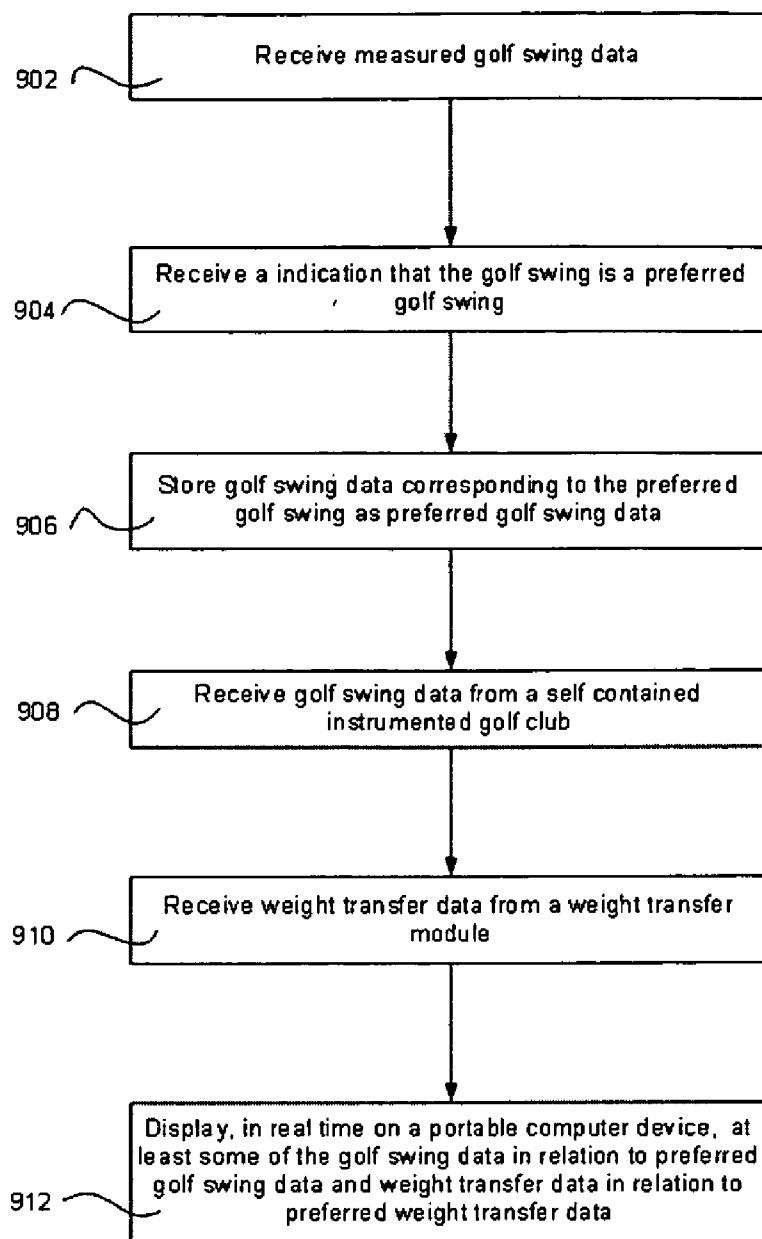 Receive measured golf swing data
902
Receive a indication that the golf swing is a preferred
golf swing
904
Store golf swing data corresponding to the preferred
golf swing as preferred golf swing data
906
Receive golf swing data from a self contained
instrumented golf club
908
Receive weight transfer data from a weight transfer
module
910
Display, in real time on a portable computer device, at
least some of the golf swing data in relation to preferred
golf swing data and weight transfer data in relation to
preferred weight transfer data
912